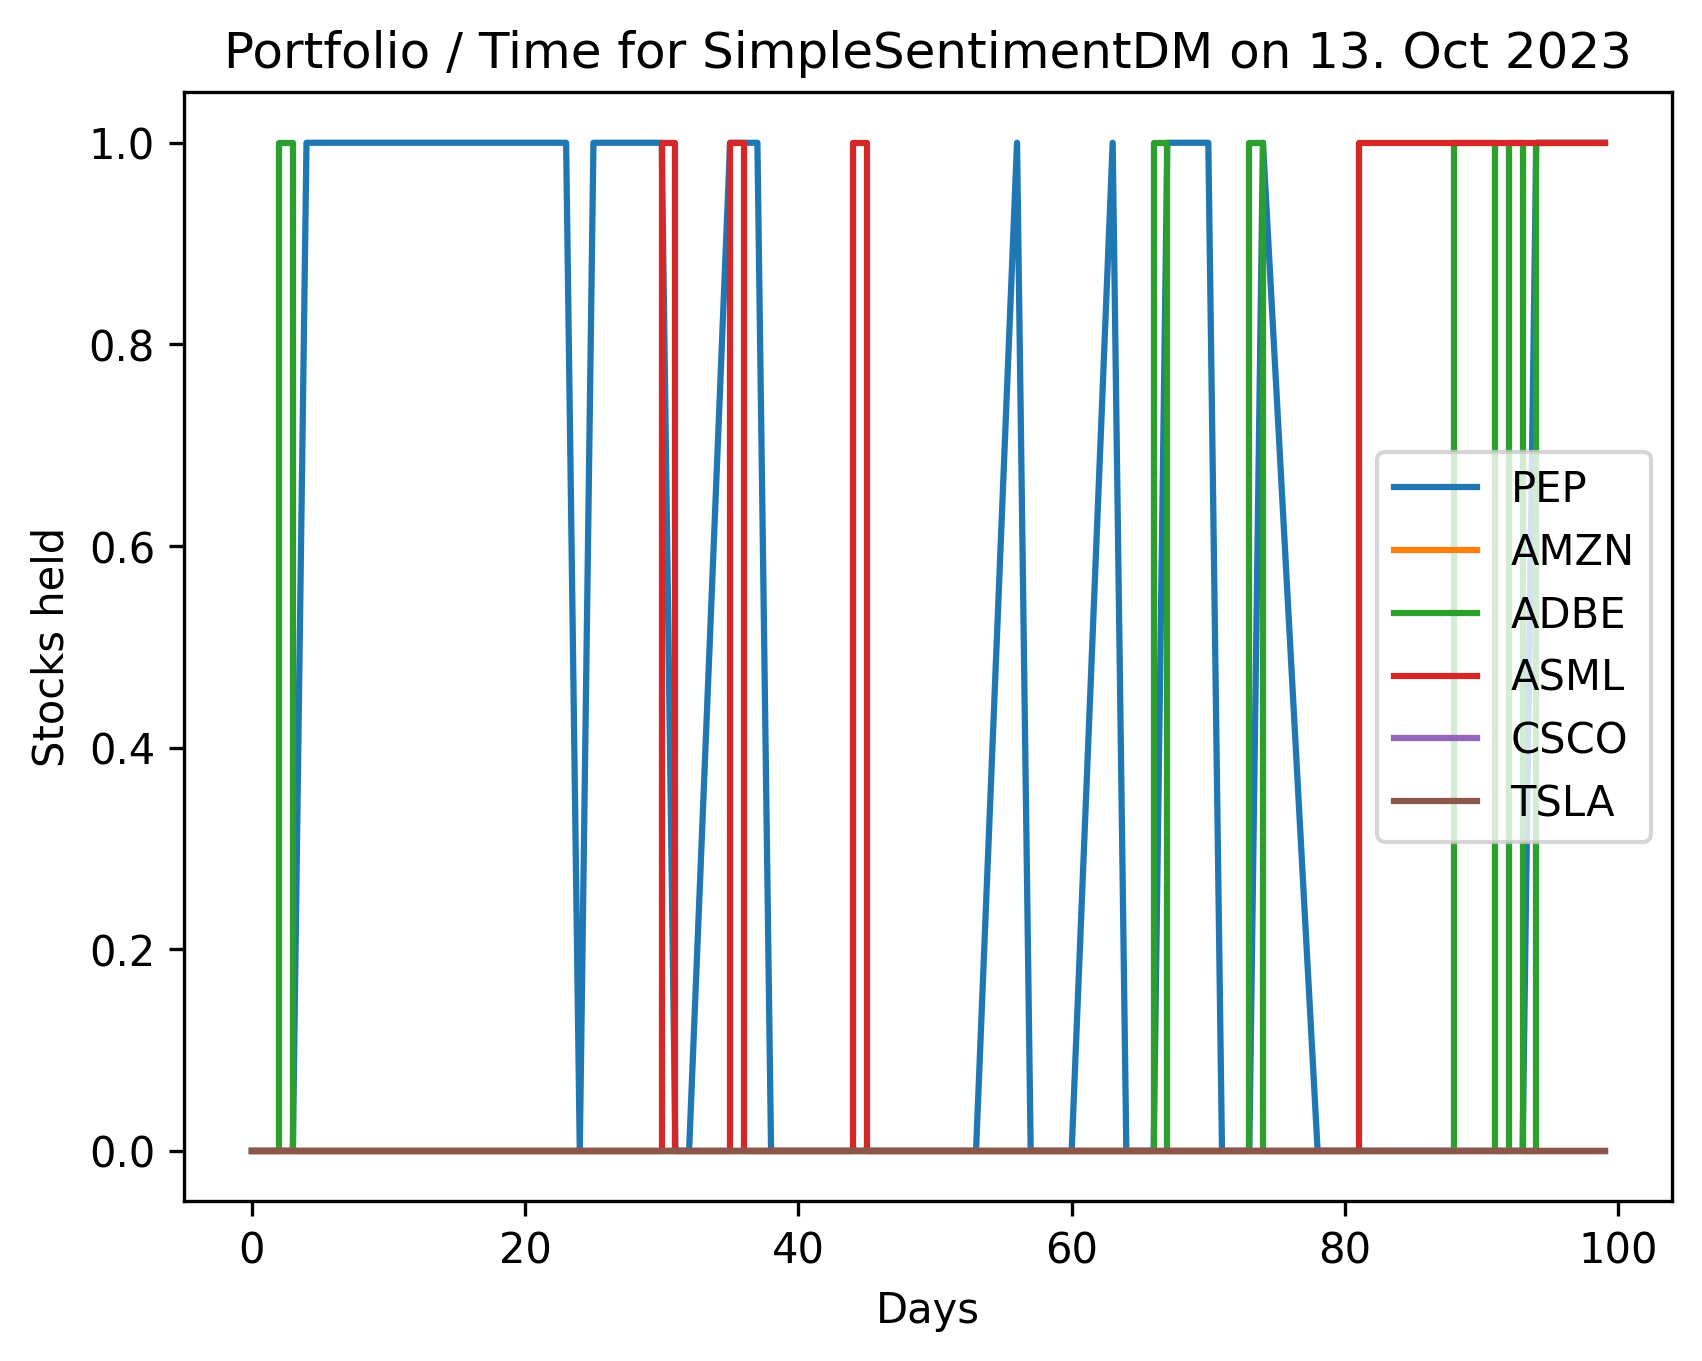 Portfolio / Time for SimpleSentimentDM on 13. Oct 2023
Stocks held
1.0
0.8
0.6
0.4
0.2
0.0
PEP
AMZN
ADBE
ASML
CSCO
TSLA
0 20 40 60 80 100
Days